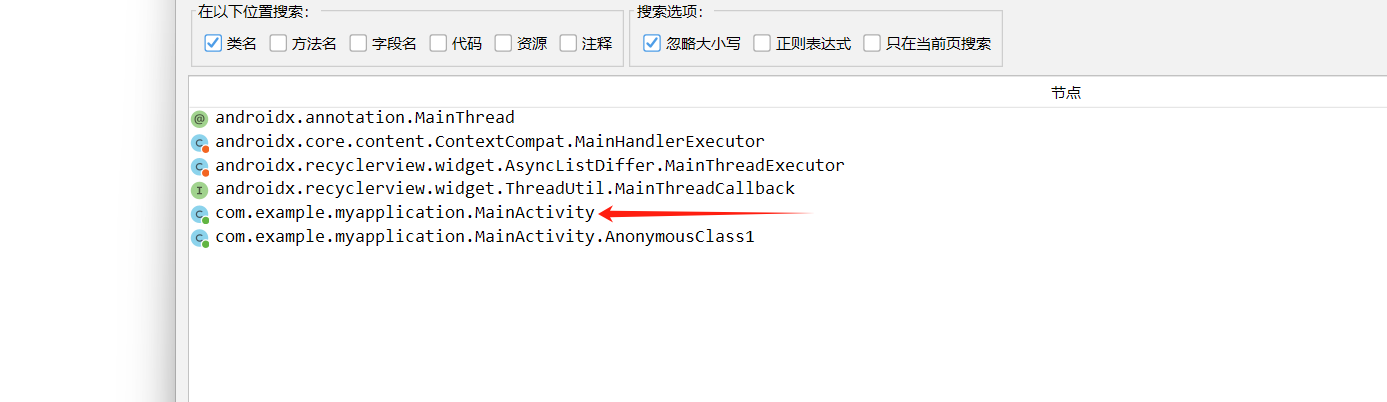 在以下位置搜索：
搜索选项：
类名 方法名 字段名 代码 资源 注释
忽略大小写 正则表达式 只在当前页搜索
节点
androidx.annotation.MainThread
androidx.core.content.ContextCompat.MainHandlerExecutor
androidx.recyclerview.widget.AsyncListDiffer.MainThreadExecutor
androidx.recyclerview.widget.ThreadUtil.MainThreadCallback
com.example.myapplication.MainActivity
com.example.myapplication.MainActivity.AnonymousClass1